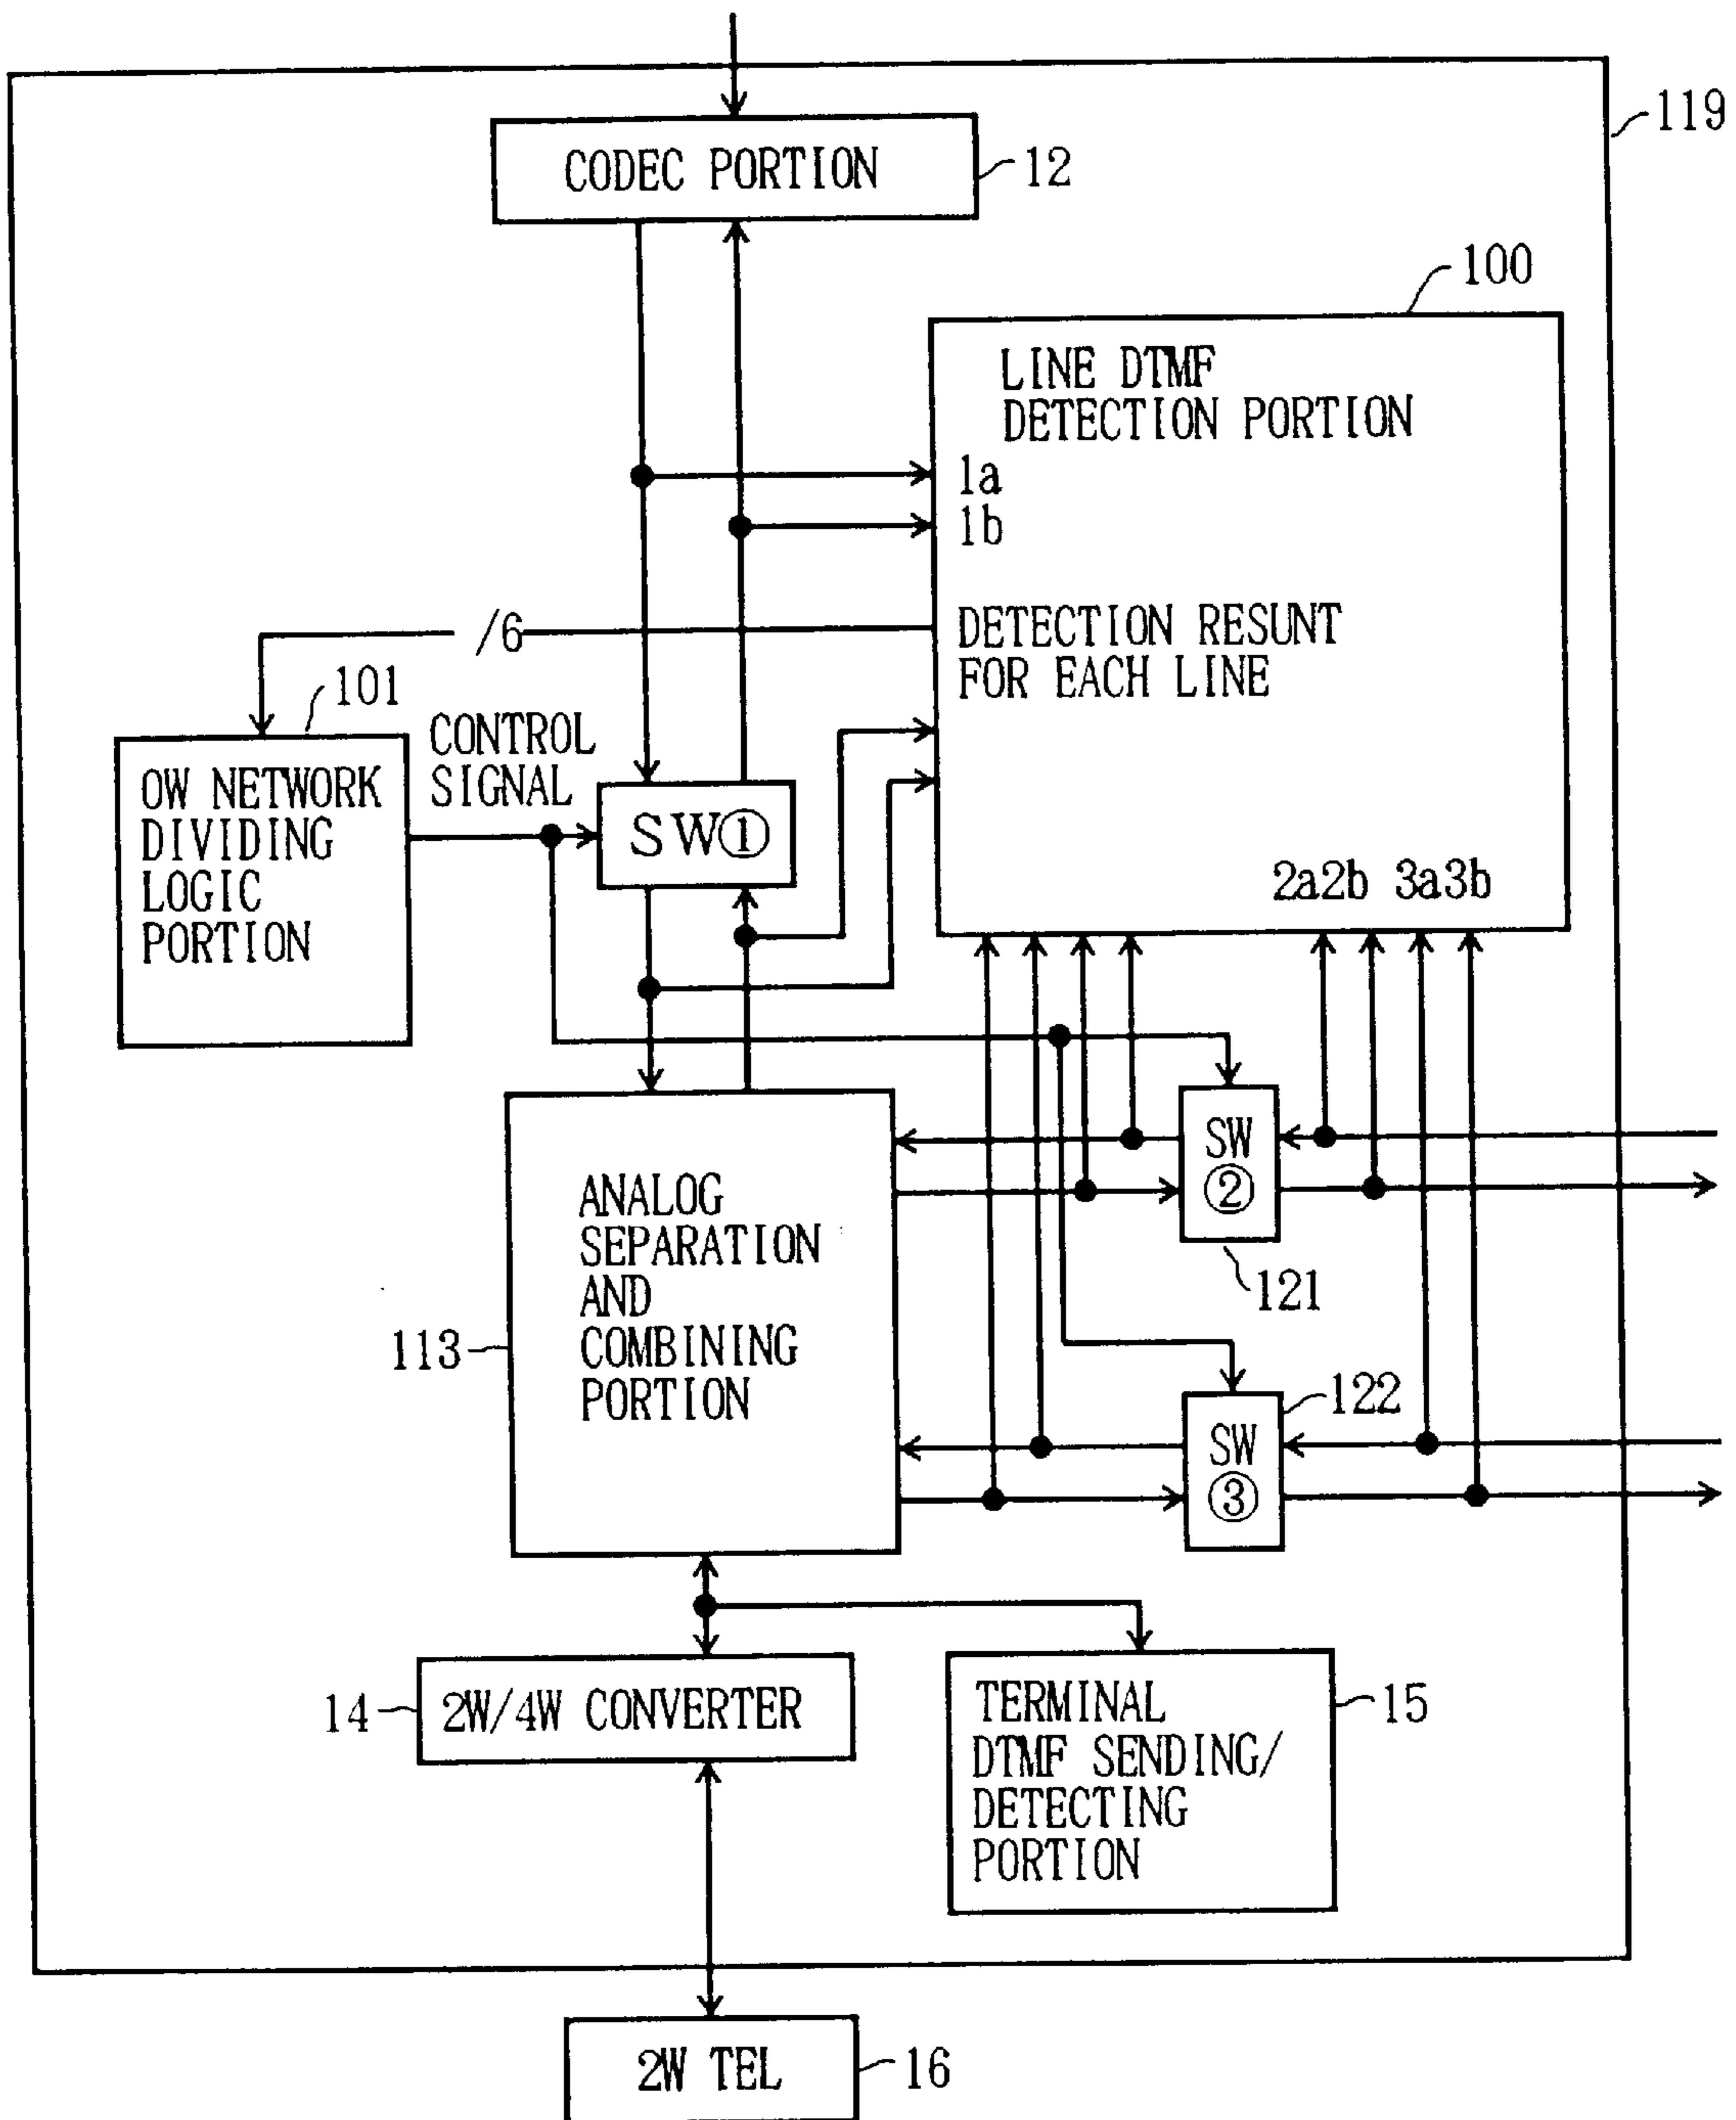 119
CODEC PORTION
12
100
LINE DTMF
DETECTION PORTION
1a
1b
/6
DETECTION RESUNT
FOR EACH LINE
101
CONTROL
SIGNAL
OW NETWORK
DIVIDING
LOGIC
PORTION
SW①
2a2b 3a3b
SW
②
121
ANALOG
SEPARATION
AND
COMBINING
PORTION
113
122
SW
③
14
2W/4W CONVERTER
TERMINAL
DTMF SENDING/
DETECTING
PORTION
15
2W TEL
16